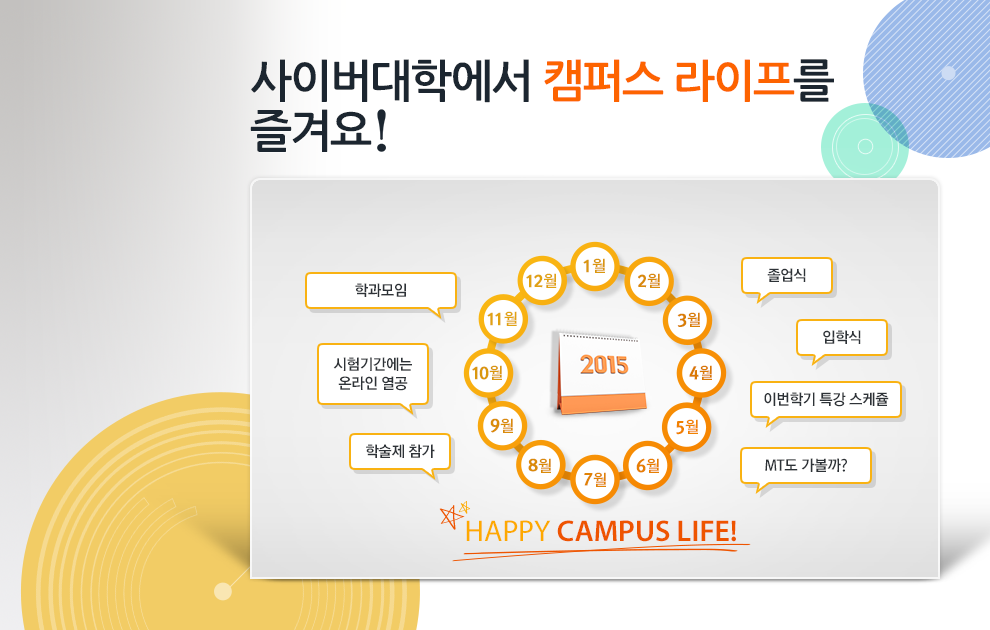 사이버대학에서 캠퍼스 라이프를
즐겨요!
1월
2월
3월
4월
5월
6월
7월
8월
9월
10월
11월
12월
2015
졸업식
입학식
이번학기 특강 스케쥴
MT도 가볼까?
학과모임
시험기간에는
온라인 열공
학술제 참가
HAPPY CAMPUS LIFE!